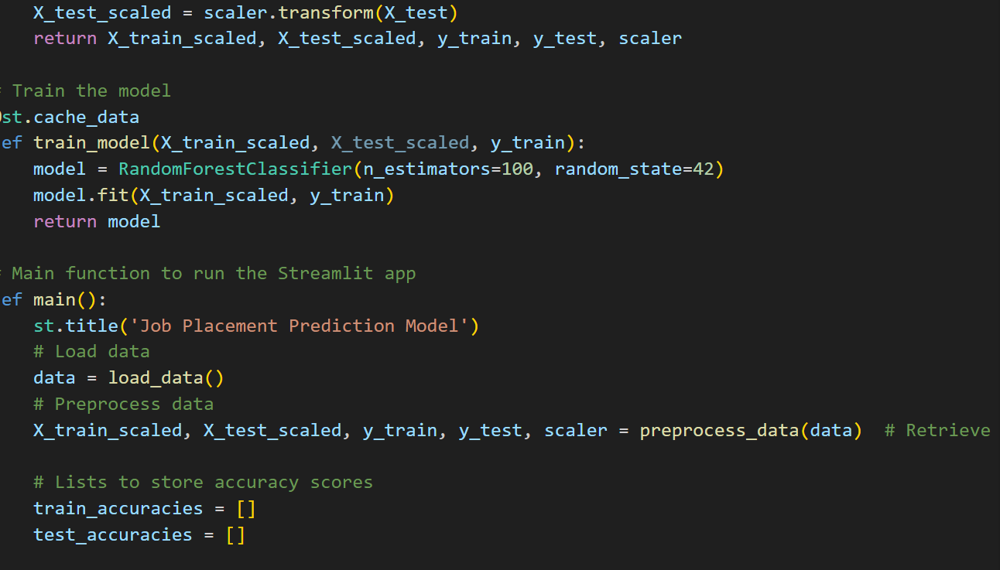 X_test_scaled = scaler.transform(X_test)
return X_train_scaled, X_test_scaled, y_train, y_test, scaler
# Train the model
@st.cache_data
ef train_model(X_train_scaled, X_test_scaled, y_train):
model = RandomForestClassifier(n_estimators=100, random_state=42)
model.fit(X_train_scaled, y_train)
return model
# Main function to run the Streamlit app
ef main():
st.title('Job Placement Prediction Model')
# Load data
data = load_data()
# Preprocess data
X_train_scaled, X_test_scaled, y_train, y_test, scaler = preprocess_data(data)  # Retrieve
# Lists to store accuracy scores
train_accuracies = []
test_accuracies = []